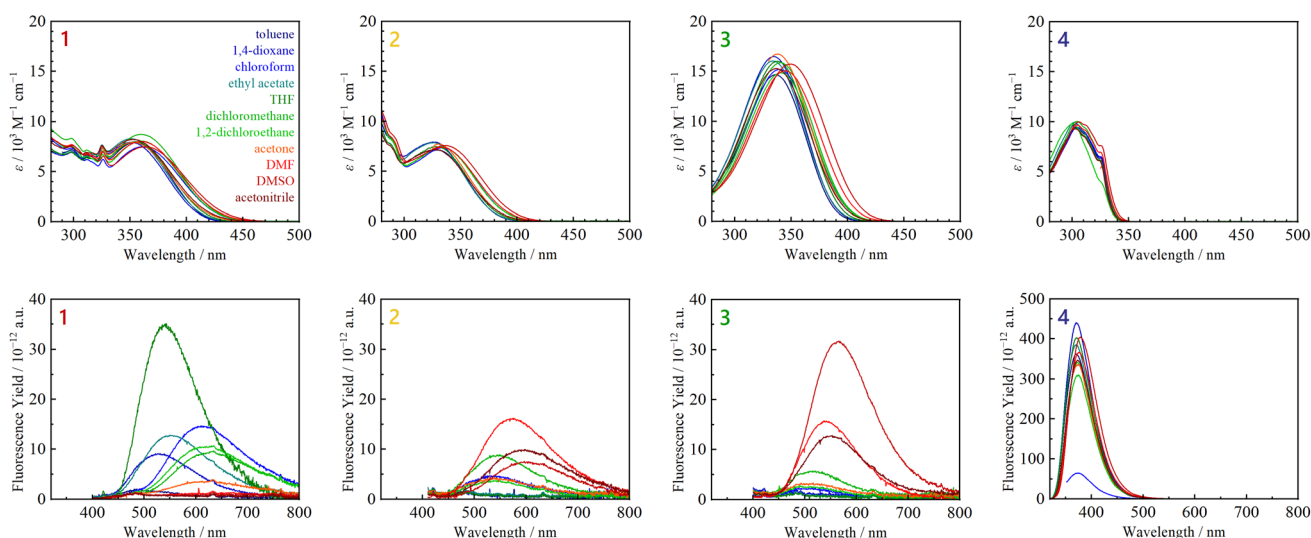 20
15
10
5
0
ε / 10³ M⁻¹ cm⁻¹
1
toluene
1,4-dioxane
chloroform
ethyl acetate
THF
dichloromethane
1,2-dichloroethane
acetone
DMF
DMSO
acetonitrile
300 350 400 450 500
Wavelength / nm
20
15
10
5
0
ε / 10³ M⁻¹ cm⁻¹
2
300 350 400 450 500
Wavelength / nm
20
15
10
5
0
ε / 10³ M⁻¹ cm⁻¹
3
300 350 400 450 500
Wavelength / nm
20
15
10
5
0
ε / 10³ M⁻¹ cm⁻¹
4
300 350 400 450 500
Wavelength / nm
40
30
20
10
0
Fluorescence Yield / 10⁻¹² a.u.
1
400 500 600 700 800
Wavelength / nm
40
30
20
10
0
Fluorescence Yield / 10⁻¹² a.u.
2
400 500 600 700 800
Wavelength / nm
40
30
20
10
0
Fluorescence Yield / 10⁻¹² a.u.
3
400 500 600 700 800
Wavelength / nm
500
400
300
200
100
0
Fluorescence Yield / 10⁻¹² a.u.
4
400 500 600 700 800
Wavelength / nm